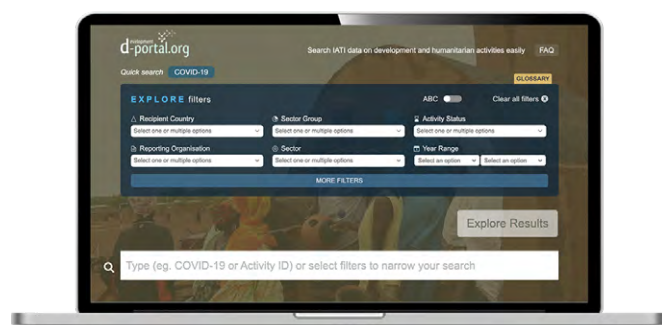 development
d-portal.org
Search IATI data on development and humanitarian activities easily FAQ
Quick search COVID-19
GLOSSARY
EXPLORE filters ABC Clear all filters
Recipient Country Sector Group Activity Status
Select one or multiple options Select one or multiple options Select one or multiple options
Reporting Organisation Sector Year Range
Select one or multiple options Select one or multiple options Select an option Select an option
MORE FILTERS
Explore Results
Type (eg. COVID-19 or Activity ID) or select filters to narrow your search